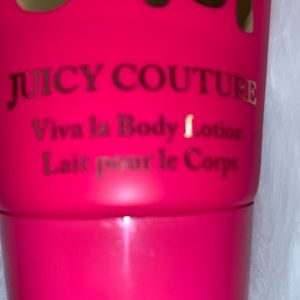 JUICY COUTURE
Viva la Body Lotion
Lait pour le Corps